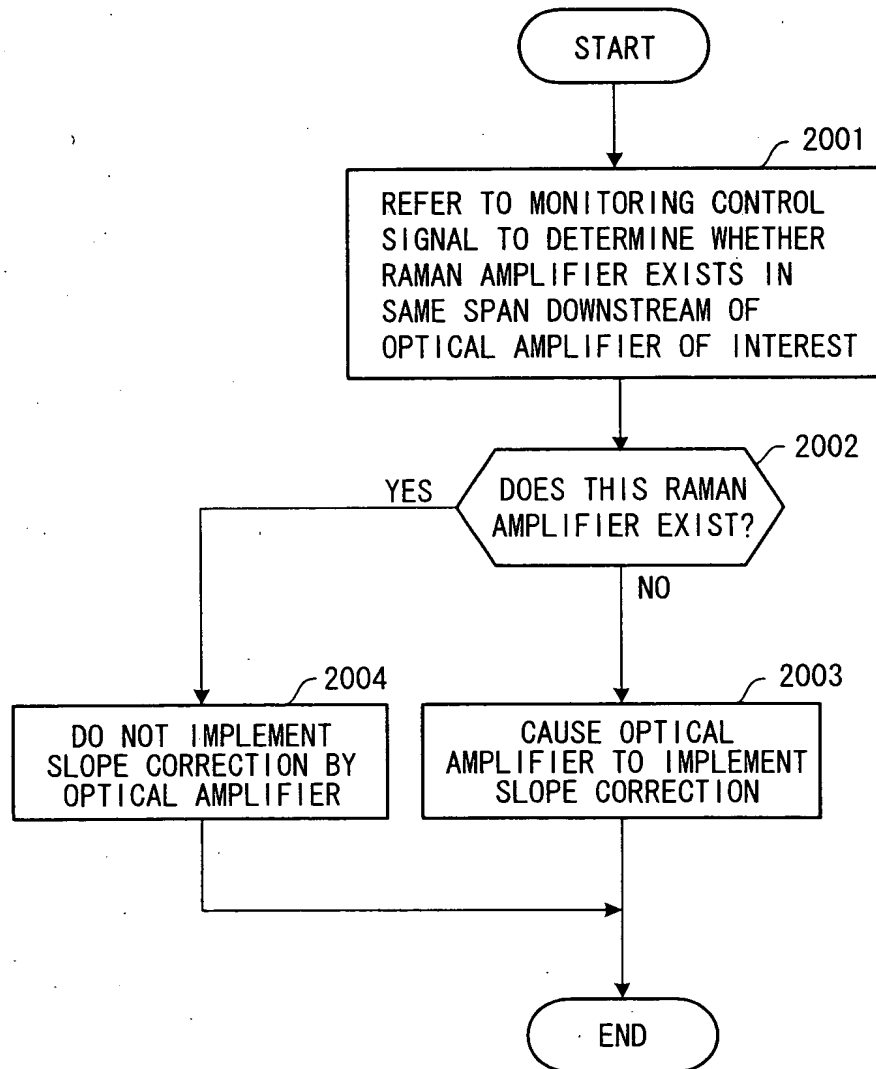 START
2001
REFER TO MONITORING CONTROL
SIGNAL TO DETERMINE WHETHER
RAMAN AMPLIFIER EXISTS IN
SAME SPAN DOWNSTREAM OF
OPTICAL AMPLIFIER OF INTEREST
2002
YES
DOES THIS RAMAN
AMPLIFIER EXIST?
NO
2004
DO NOT IMPLEMENT
SLOPE CORRECTION BY
OPTICAL AMPLIFIER
2003
CAUSE OPTICAL
AMPLIFIER TO IMPLEMENT
SLOPE CORRECTION
END